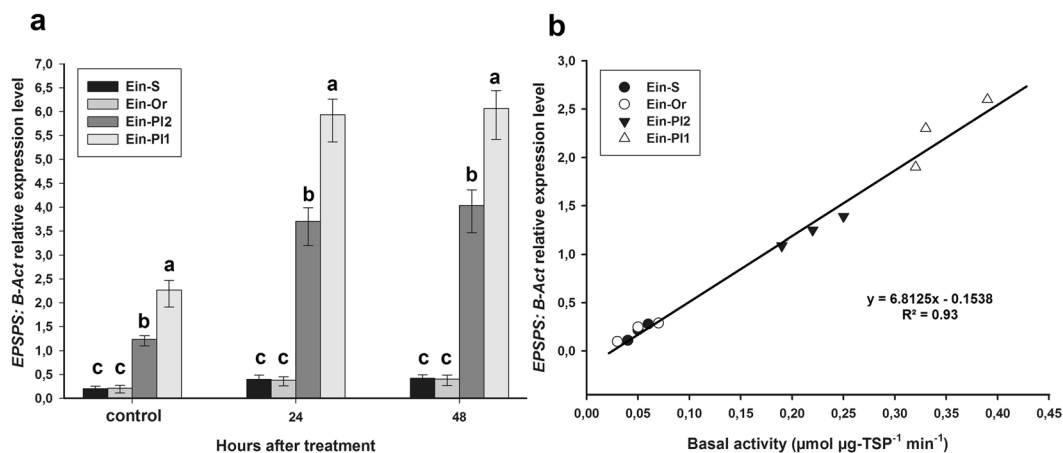 a
EPSPS: B-Act relative expression level
7,0
6,5
6,0
5,5
5,0
4,5
4,0
3,5
3,0
2,5
2,0
1,5
1,0
0,5
0,0
Ein-S
Ein-Or
Ein-Pl2
Ein-Pl1
c c b a
c c b a
c c b a
control 24 48
Hours after treatment
b
EPSPS: B-Act relative expression level
3,0
2,5
2,0
1,5
1,0
0,5
0,0
Ein-S
Ein-Or
Ein-Pl2
Ein-Pl1
y = 6.8125x - 0.1538
R² = 0.93
0,00 0,05 0,10 0,15 0,20 0,25 0,30 0,35 0,40 0,45
Basal activity (µmol µg-TSP⁻¹ min⁻¹)